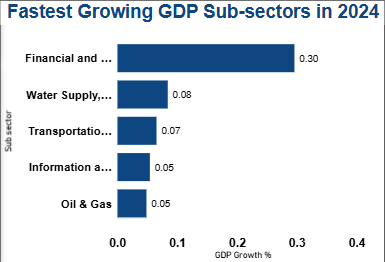 Fastest Growing GDP Sub-sectors in 2024
Financial and ...
0.30
Water Supply,...
0.08
Transportatio...
0.07
Information a...
0.05
Oil & Gas
0.05
Sub sector
0.0 0.1 0.2 0.3 0.4
GDP Growth %